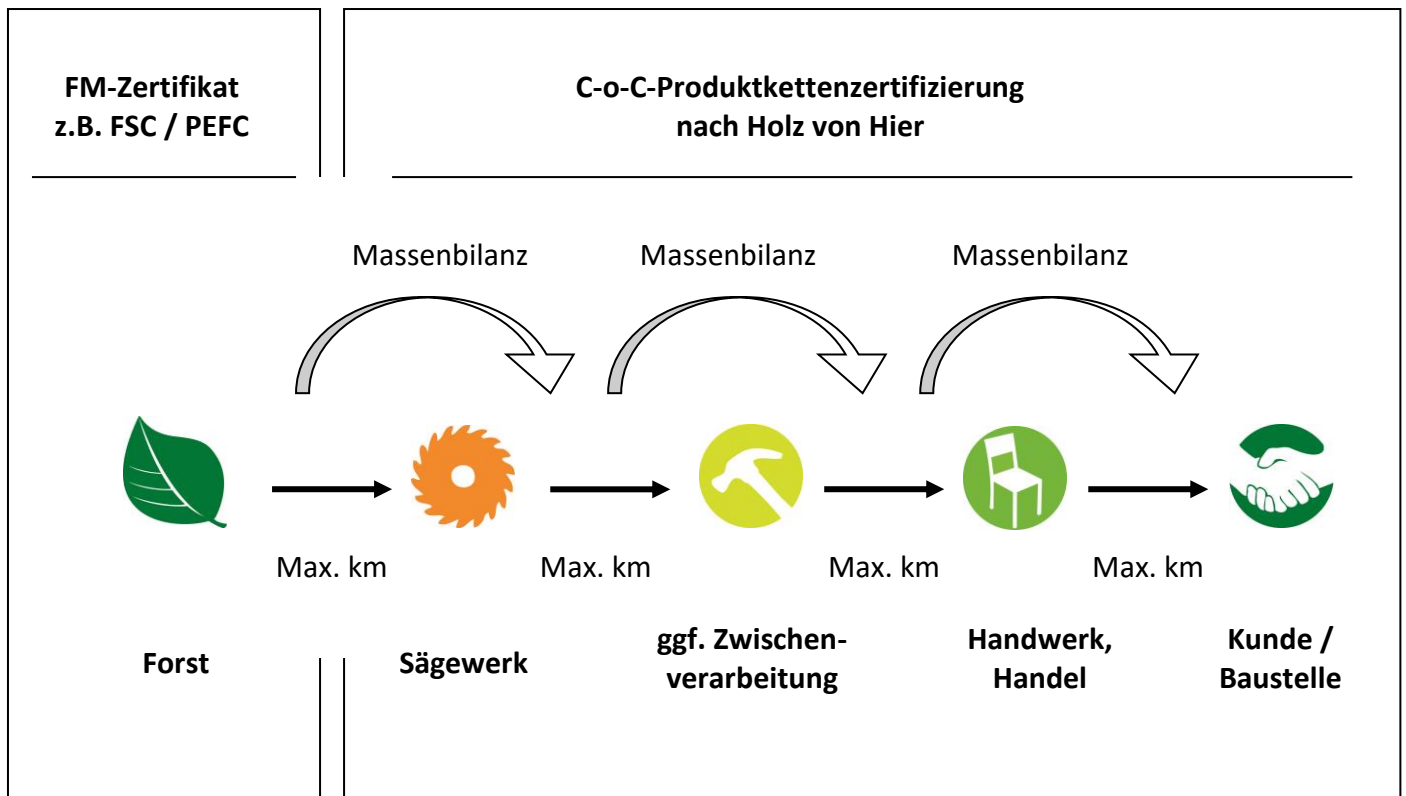 FM-Zertifikat
z.B. FSC / PEFC
C-o-C-Produktkettenzertifizierung
nach Holz von Hier
Massenbilanz
Massenbilanz
Massenbilanz
Max. km
Max. km
Max. km
Max. km
Forst
Sägewerk
ggf. Zwischen-
verarbeitung
Handwerk,
Handel
Kunde /
Baustelle